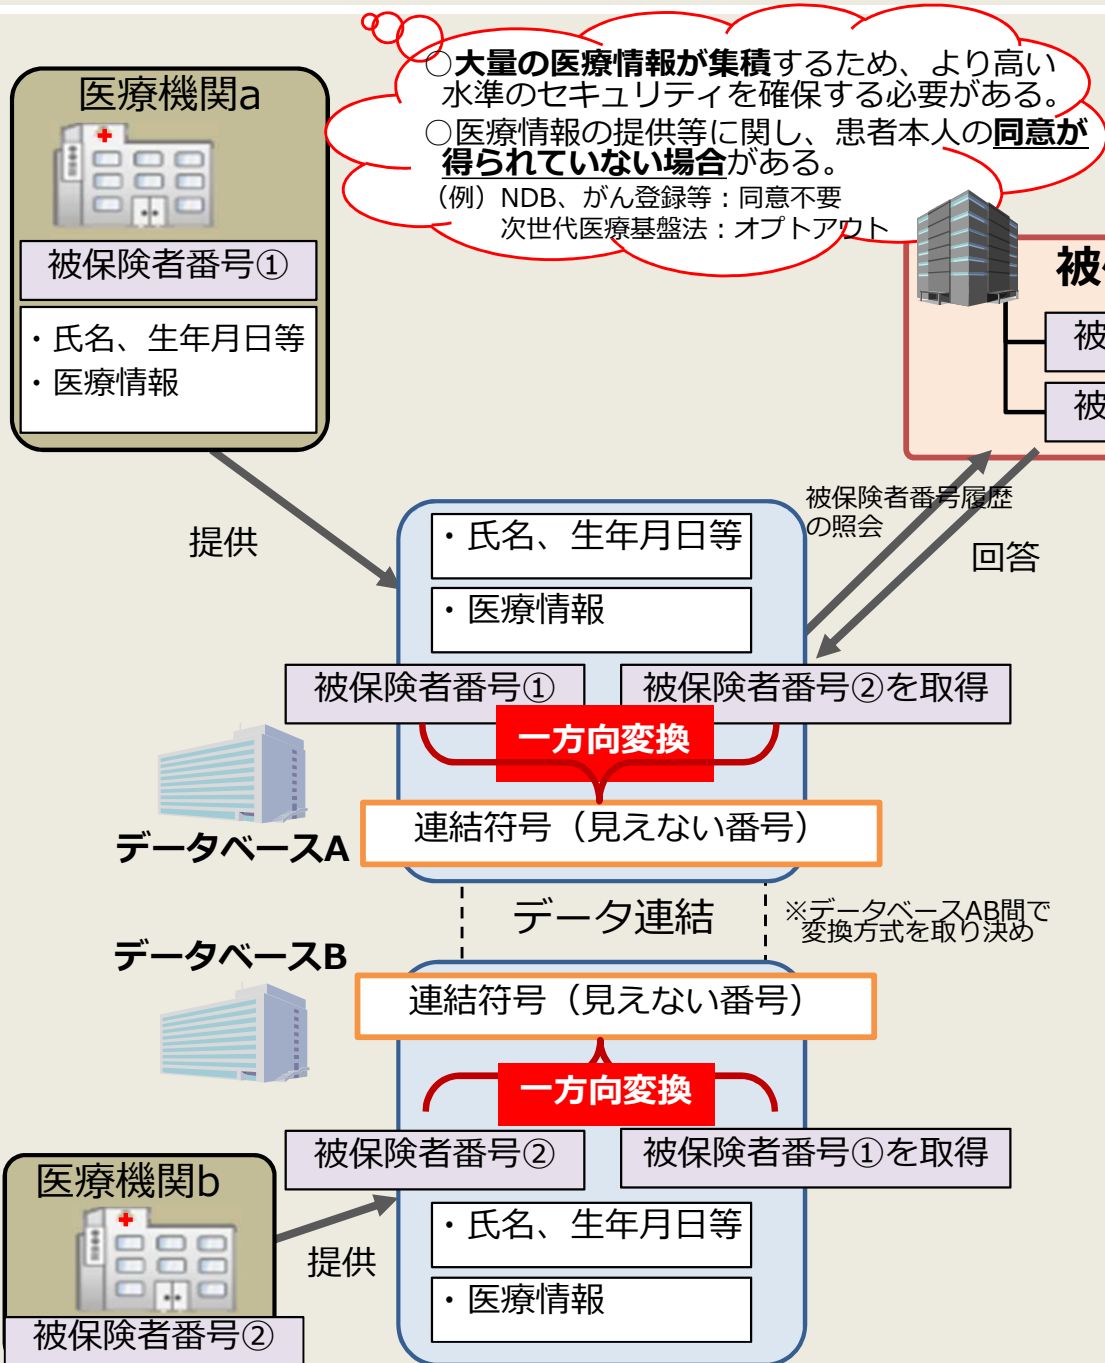 ○大量の医療情報が集積するため、より高い
水準のセキュリティを確保する必要がある。
○医療情報の提供等に関し、患者本人の同意が
得られていない場合がある。
（例）NDB、がん登録等：同意不要
次世代医療基盤法：オプトアウト
医療機関a
被保険者番号①
・氏名、生年月日等
・医療情報
被
被
被
提供
被保険者番号履歴
の照会
回答
・氏名、生年月日等
・医療情報
被保険者番号①
被保険者番号②を取得
一方向変換
連結符号（見えない番号）
データベースA
データ連結
※データベースAB間で
変換方式を取り決め
データベースB
連結符号（見えない番号）
一方向変換
被保険者番号②
被保険者番号①を取得
医療機関b
提供
・氏名、生年月日等
・医療情報
被保険者番号②